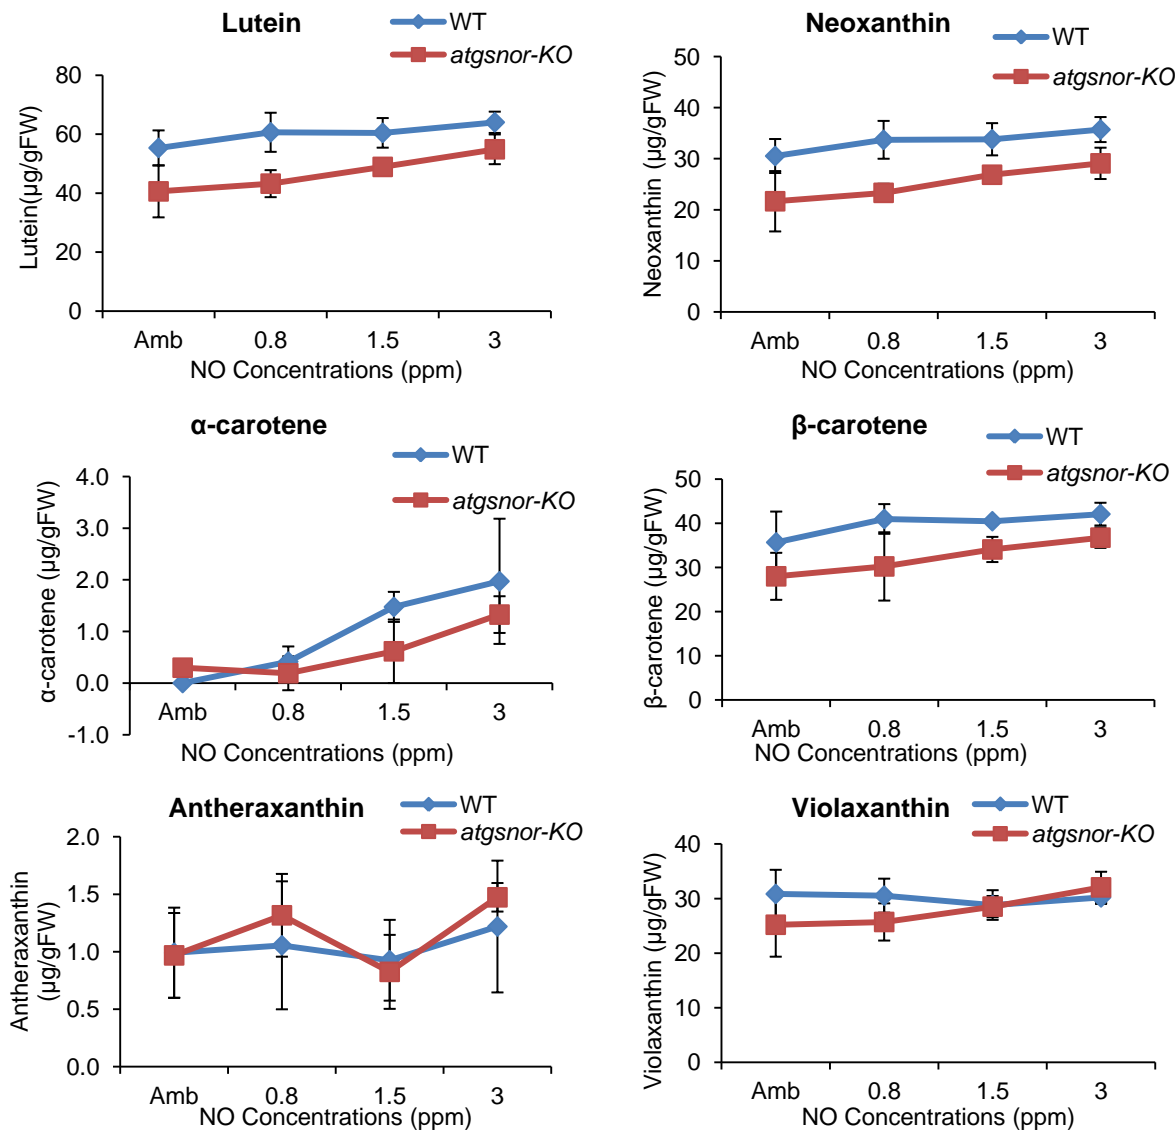 Lutein
WT
atgsnor-KO
Lutein(µg/gFW)
80
60
40
20
0
Amb 0.8 1.5 3
NO Concentrations (ppm)
Neoxanthin
WT
atgsnor-KO
Neoxanthin (µg/gFW)
50
40
30
20
10
0
Amb 0.8 1.5 3
NO Concentrations (ppm)
α-carotene
WT
atgsnor-KO
α-carotene (µg/gFW)
4.0
3.0
2.0
1.0
0.0
-1.0
Amb 0.8 1.5 3
NO Concentrations (ppm)
β-carotene
WT
atgsnor-KO
β-carotene (µg/gFW)
50
40
30
20
10
0
Amb 0.8 1.5 3
NO Concentrations (ppm)
Antheraxanthin
WT
atgsnor-KO
Antheraxanthin
(µg/gFW)
2.0
1.5
1.0
0.5
0.0
Amb 0.8 1.5 3
NO Concentrations (ppm)
Violaxanthin
WT
atgsnor-KO
Violaxanthin (µg/gFW)
40
30
20
10
0
Amb 0.8 1.5 3
NO Concentrations (ppm)